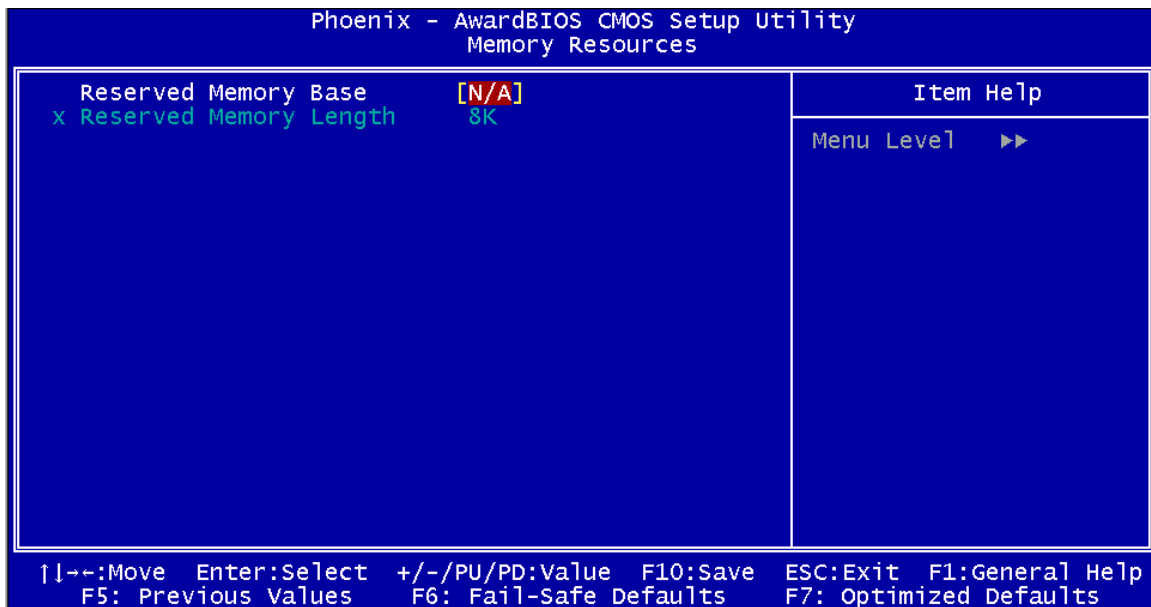 Phoenix - AwardBIOS CMOS Setup Utility
Memory Resources
Reserved Memory Base [N/A]
x Reserved Memory Length 8K
Item Help
Menu Level ▶▶
↑↓→←:Move Enter:Select +/-/PU/PD:Value F10:Save ESC:Exit F1:General Help
F5: Previous Values F6: Fail-Safe Defaults F7: Optimized Defaults